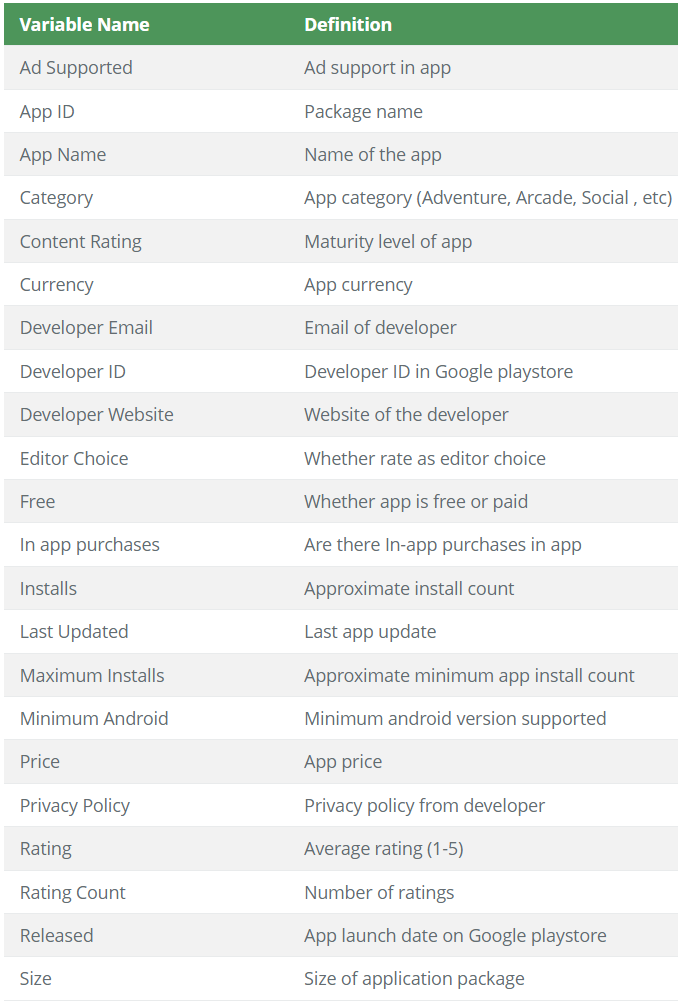 Variable Name Definition
Ad Supported Ad support in app
App ID Package name
App Name Name of the app
Category App category (Adventure, Arcade, Social , etc)
Content Rating Maturity level of app
Currency App currency
Developer Email Email of developer
Developer ID Developer ID in Google playstore
Developer Website Website of the developer
Editor Choice Whether rate as editor choice
Free Whether app is free or paid
In app purchases Are there In-app purchases in app
Installs Approximate install count
Last Updated Last app update
Maximum Installs Approximate minimum app install count
Minimum Android Minimum android version supported
Price App price
Privacy Policy Privacy policy from developer
Rating Average rating (1-5)
Rating Count Number of ratings
Released App launch date on Google playstore
Size Size of application package